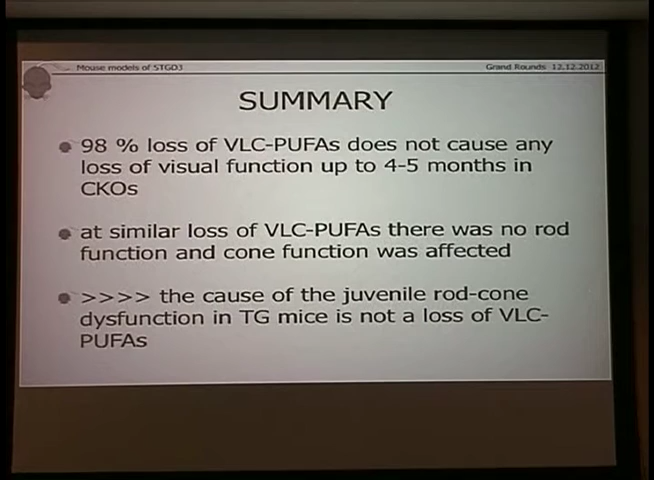 Mouse models of STGD3
Grand Rounds 12.12.2012
SUMMARY
98 % loss of VLC-PUFAs does not cause any
loss of visual function up to 4-5 months in
CKOs
at similar loss of VLC-PUFAs there was no rod
function and cone function was affected
>>>> the cause of the juvenile rod-cone
dysfunction in TG mice is not a loss of VLC-
PUFAs